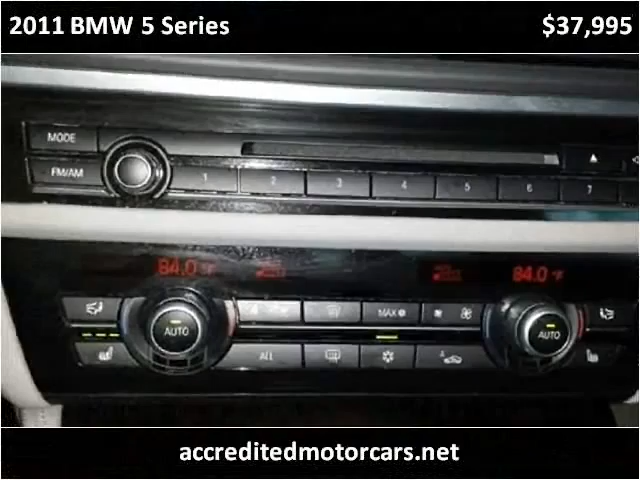 2011 BMW 5 Series $37,995
MODE
FM/AM 1 2 3 4 5 6 7
84.0 °F 84.0 °F
MAX
AUTO AUTO
ALL
accreditedmotorcars.net